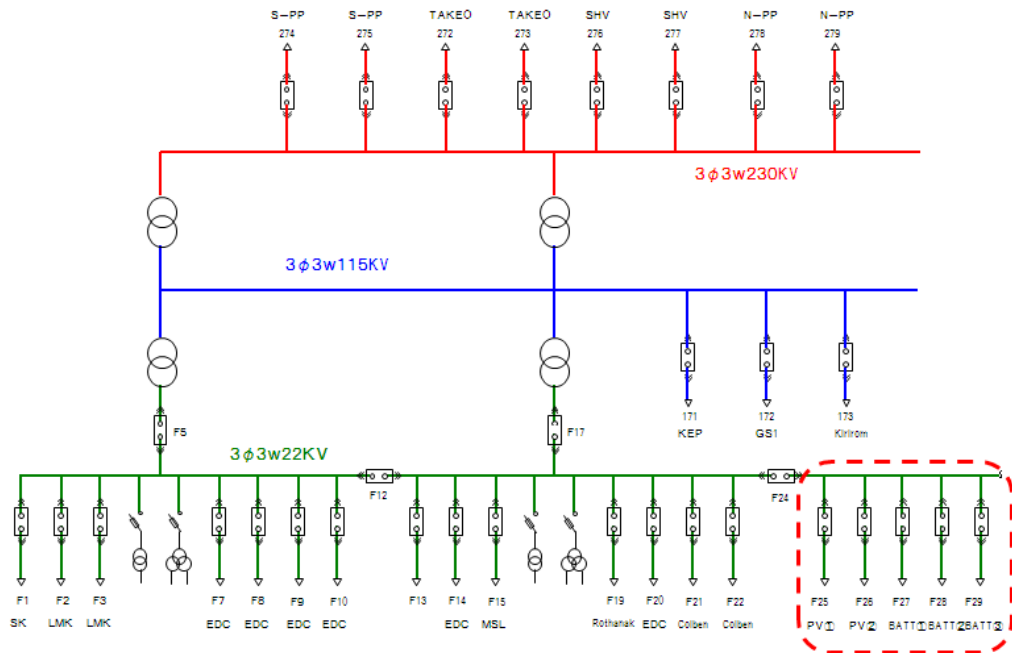 S-PP S-PP TAKEO TAKEO SHV SHV N-PP N-PP
274 275 272 273 276 277 278 279
3φ3w230KV
3φ3w115KV
171 172 173
KEP GS1 Kirirom
F5 F17
3φ3w22KV
F12 F24
F1 F2 F3 F7 F8 F9 F10 F13 F14 F15 F19 F20 F21 F22 F25 F26 F27 F28 F29
SK LMK LMK EDC EDC EDC EDC EDC MSL Rothanak EDC Colben Colben PV① PV② BATT① BATT② BATT③